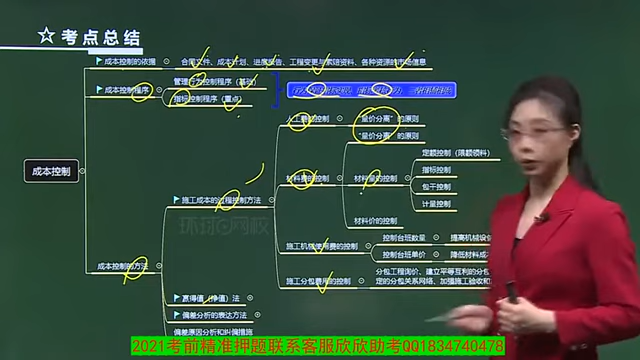 ☆考点总结
成本控制的依据
合同文件、成本计划、进度报告、工程变更与索赔资料、各种资源的市场信息
成本控制程序
管理行为控制程序（基础）
指标控制程序（重点）
人工费的控制
“量价分离”的原则
“量价分离”的原则
材料费的控制
材料量的控制
定额控制（限额领料）
指标控制
包干控制
计量控制
材料价的控制
成本控制
施工成本的过程控制方法
环球网校
施工机械使用费的控制
控制台班数量
提高机械设备
控制台班单价
降低材料成
成本控制的方法
施工分包费用的控制
分包工程询价、建立平等互利的分包
定的分包关系网络、加强施工验收和
赢得值（挣值）法
偏差分析的表达方法
偏差原因分析和纠偏措施
2021考前精准押题联系客服欣欣助考QQ1834740478